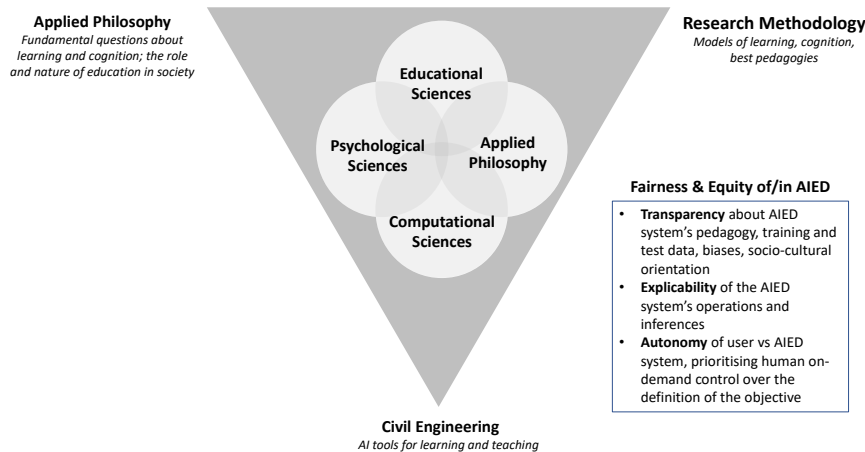 Applied Philosophy
Fundamental questions about
learning and cognition; the role
and nature of education in society
Research Methodology
Models of learning, cognition,
best pedagogies
Educational
Sciences
Psychological
Sciences
Applied
Philosophy
Computational
Sciences
Fairness & Equity of/in AIED
• Transparency about AIED
system's pedagogy, training and
test data, biases, socio-cultural
orientation
• Explicability of the AIED
system's operations and
inferences
• Autonomy of user vs AIED
system, prioritising human on-
demand control over the
definition of the objective
Civil Engineering
AI tools for learning and teaching